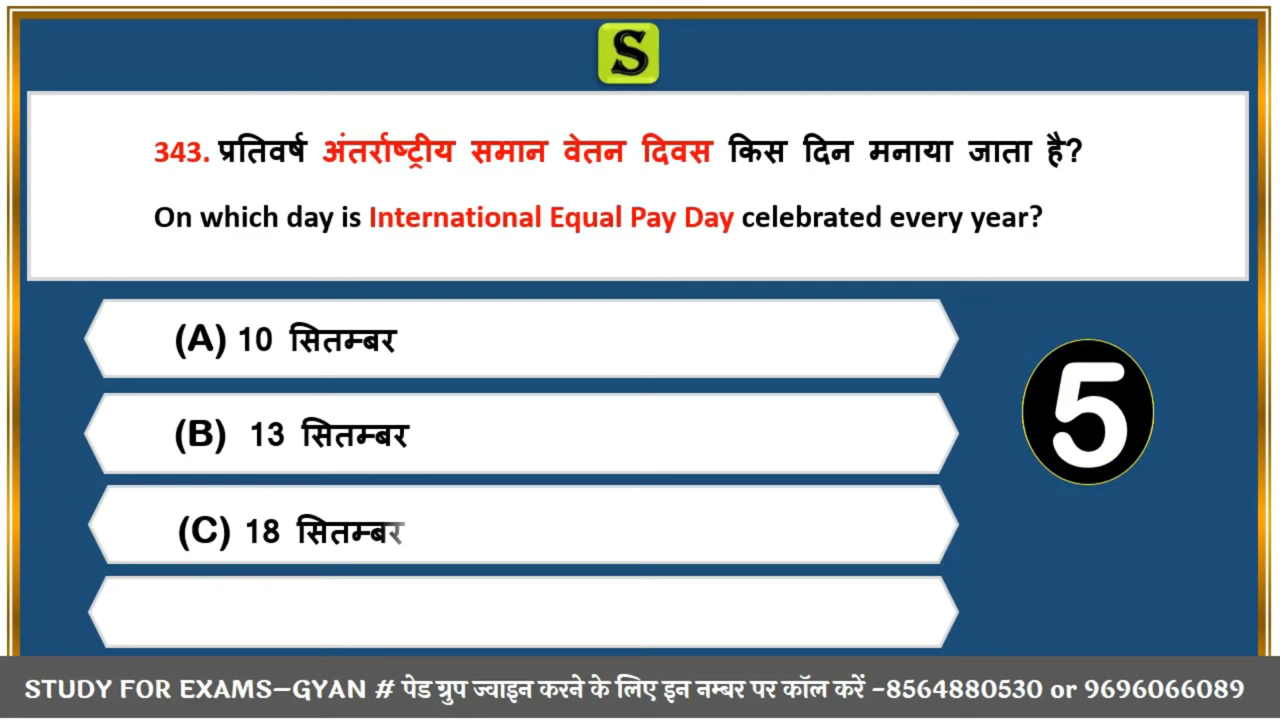 S
343. प्रतिवर्ष अंतर्राष्ट्रीय समान वेतन दिवस किस दिन मनाया जाता है?
On which day is International Equal Pay Day celebrated every year?
(A) 10 सितम्बर
(B) 13 सितम्बर
5
(C) 18 सितम्बर
STUDY FOR EXAMS–GYAN # पेड ग्रुप ज्वाइन करने के लिए इन नम्बर पर कॉल करें -8564880530 or 9696066089